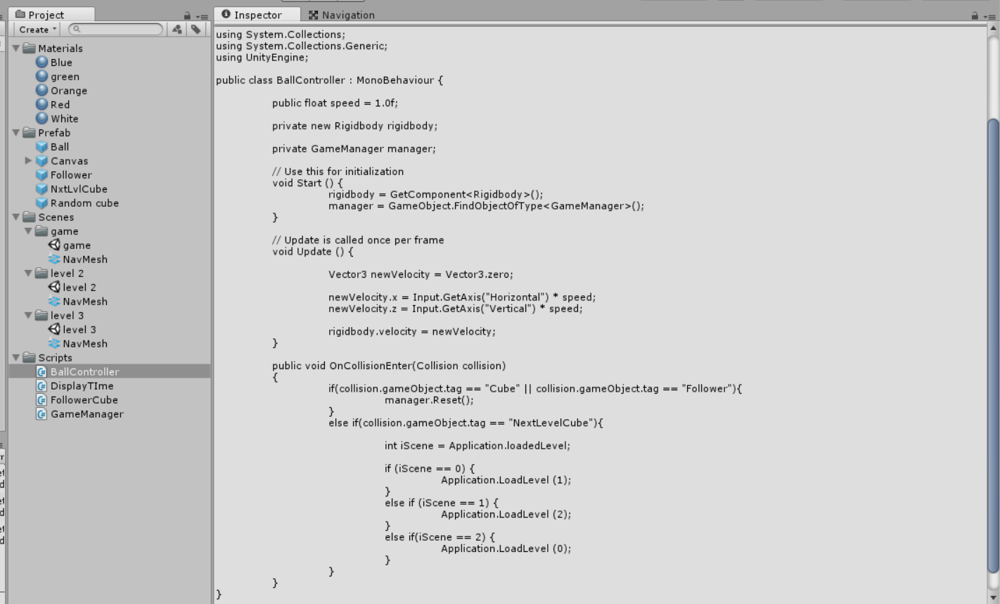 Project
Create
Materials
Blue
green
Orange
Red
White
Prefab
Ball
Canvas
Follower
NxtLvlCube
Random cube
Scenes
game
game
NavMesh
level 2
level 2
NavMesh
level 3
level 3
NavMesh
Scripts
BallController
DisplayTIme
FollowerCube
GameManager
Inspector
Navigation
using System.Collections;
using System.Collections.Generic;
using UnityEngine;
public class BallController : MonoBehaviour {
public float speed = 1.0f;
private new Rigidbody rigidbody;
private GameManager manager;
// Use this for initialization
void Start () {
rigidbody = GetComponent<Rigidbody>();
manager = GameObject.FindObjectOfType<GameManager>();
}
// Update is called once per frame
void Update () {
Vector3 newVelocity = Vector3.zero;
newVelocity.x = Input.GetAxis("Horizontal") * speed;
newVelocity.z = Input.GetAxis("Vertical") * speed;
rigidbody.velocity = newVelocity;
}
public void OnCollisionEnter(Collision collision)
{
if(collision.gameObject.tag == "Cube" || collision.gameObject.tag == "Follower"){
manager.Reset();
}
else if(collision.gameObject.tag == "NextLevelCube"){
int iScene = Application.loadedLevel;
if (iScene == 0) {
Application.LoadLevel (1);
}
else if (iScene == 1) {
Application.LoadLevel (2);
}
else if(iScene == 2) {
Application.LoadLevel (0);
}
}
}
}